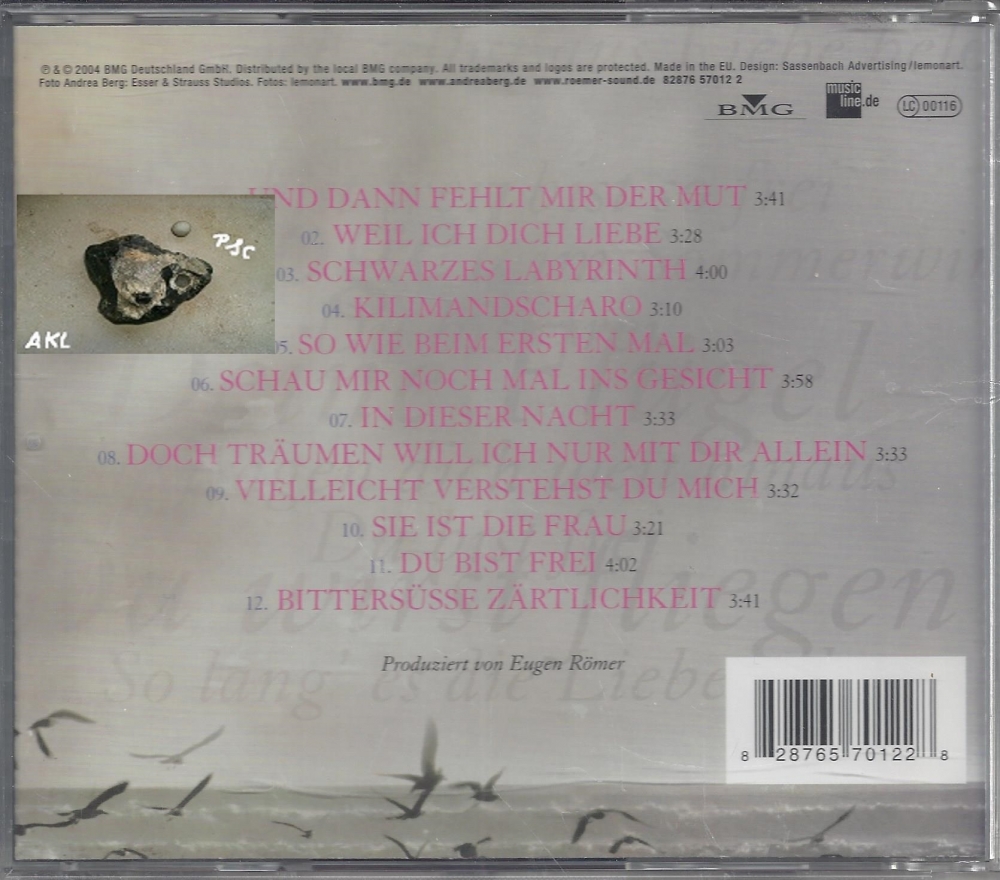 ℗ & © 2004 BMG Deutschland GmbH. Distributed by the local BMG company. All trademarks and logos are protected. Made in the EU. Design: Sassenbach Advertising/lemonart.
Foto Andrea Berg: Esser & Strauss Studios. Fotos: lemonart. www.bmg.de www.andreaberg.de www.roemer-sound.de 82876 57012 2
BMG
music line.de
LC 00116
UND DANN FEHLT MIR DER MUT 3:41
02. WEIL ICH DICH LIEBE 3:28
03. SCHWARZES LABYRINTH 4:00
04. KILIMANDSCHARO 3:10
05. SO WIE BEIM ERSTEN MAL 3:03
06. SCHAU MIR NOCH MAL INS GESICHT 3:58
07. IN DIESER NACHT 3:33
08. DOCH TRÄUMEN WILL ICH NUR MIT DIR ALLEIN 3:33
09. VIELLEICHT VERSTEHST DU MICH 3:32
10. SIE IST DIE FRAU 3:21
11. DU BIST FREI 4:02
12. BITTERSÜSSE ZÄRTLICHKEIT 3:41
PSC
AKL
wirst fliegen
So lang' es die Liebe
Produziert von Eugen Römer
8 28765 70122 8